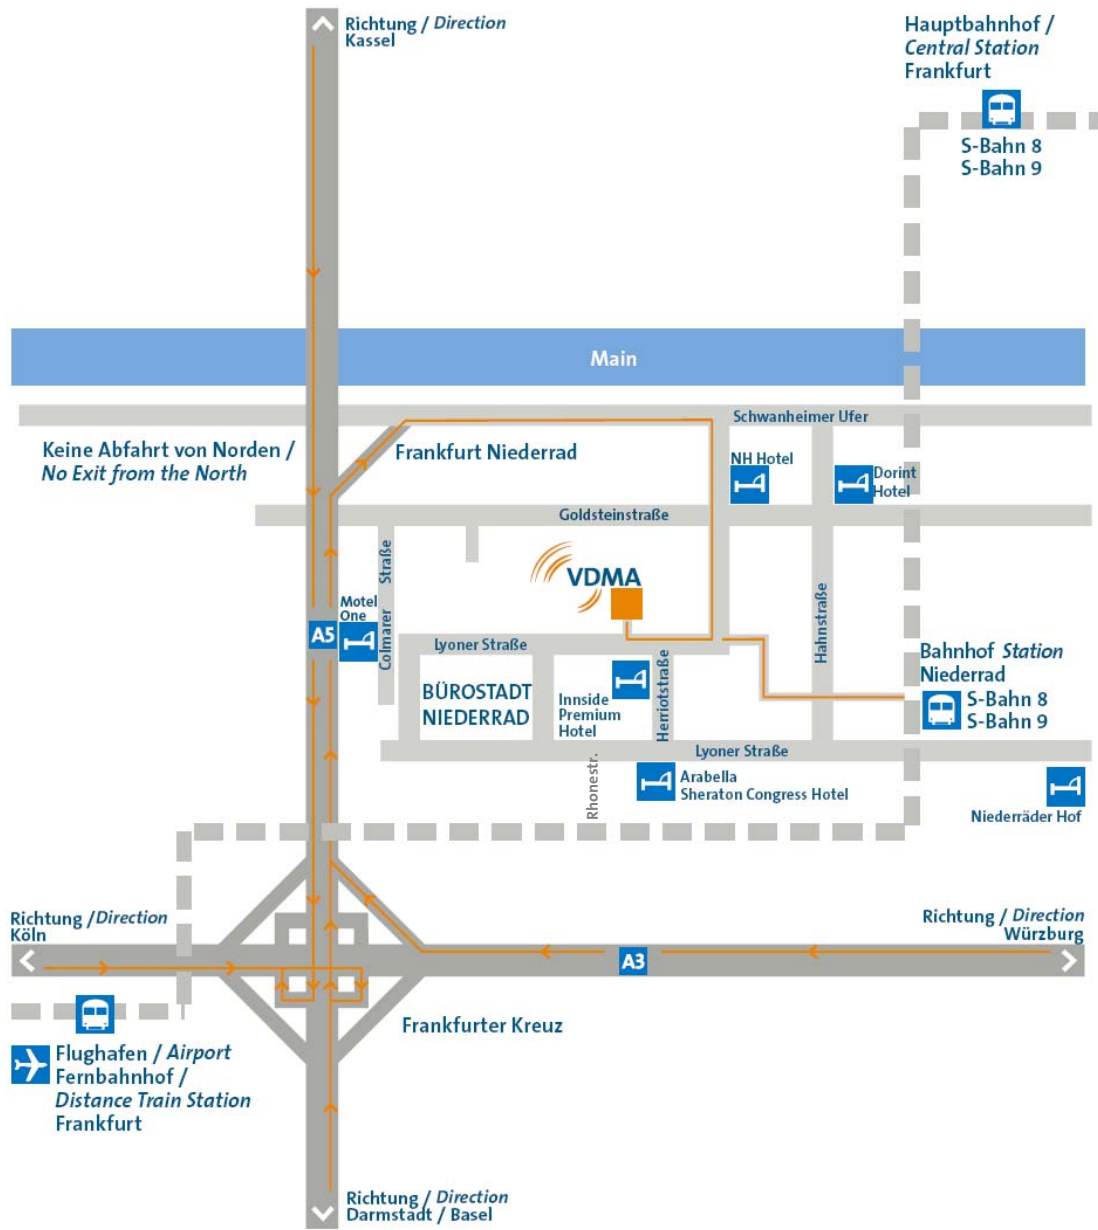 Richtung / Direction
Kassel
Hauptbahnhof /
Central Station
Frankfurt
S-Bahn 8
S-Bahn 9
Main
Schwanheimer Ufer
Keine Abfahrt von Norden /
No Exit from the North
Frankfurt Niederrad
NH Hotel
Dorint
Hotel
Goldsteinstraße
Colmarer Straße
VDMA
Motel
One
A5
Lyoner Straße
Hahnstraße
Bahnhof Station
Niederrad
S-Bahn 8
S-Bahn 9
BÜROSTADT
NIEDERRAD
Innside
Premium
Hotel
Herriotstraße
Lyoner Straße
Rhonestr.
Arabella
Sheraton Congress Hotel
Niederräder Hof
Richtung /Direction
Köln
Richtung / Direction
Würzburg
A3
Frankfurter Kreuz
Flughafen / Airport
Fernbahnhof /
Distance Train Station
Frankfurt
Richtung / Direction
Darmstadt / Basel